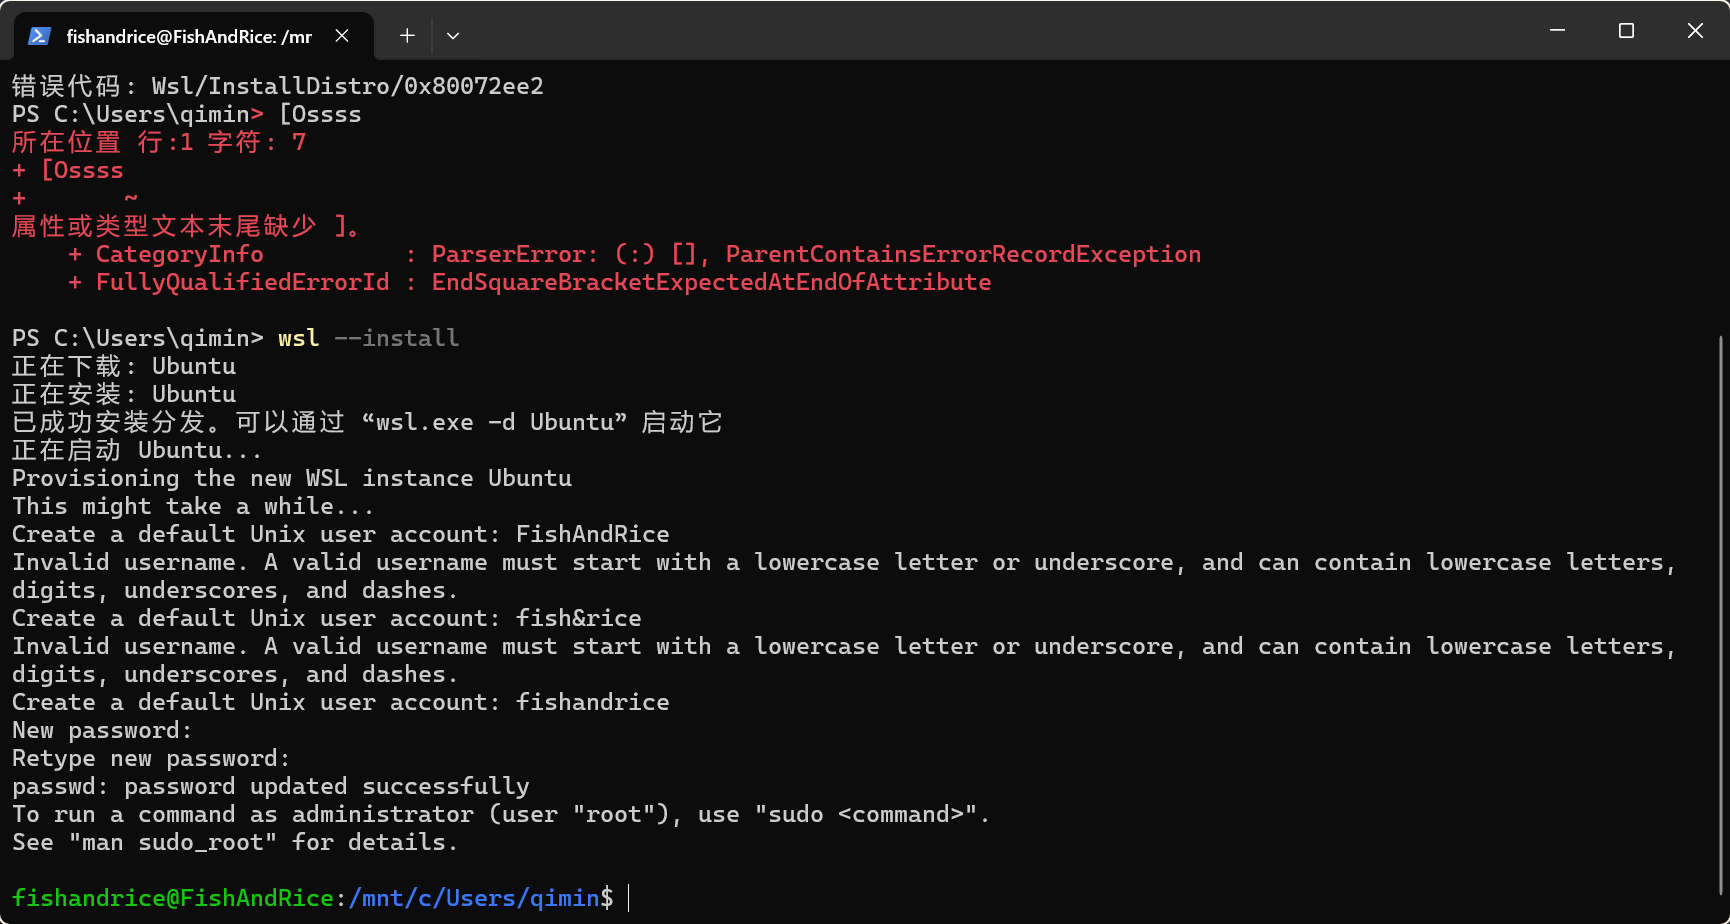 fishandrice@FishAndRice: /mr
错误代码: Wsl/InstallDistro/0x80072ee2
PS C:\Users\qimin> [Ossss
所在位置 行:1 字符: 7
+ [Ossss
+       ~
属性或类型文本末尾缺少 ]。
    + CategoryInfo          : ParserError: (:) [], ParentContainsErrorRecordException
    + FullyQualifiedErrorId : EndSquareBracketExpectedAtEndOfAttribute
PS C:\Users\qimin> wsl --install
正在下载: Ubuntu
正在安装: Ubuntu
已成功安装分发。可以通过 “wsl.exe -d Ubuntu” 启动它
正在启动 Ubuntu...
Provisioning the new WSL instance Ubuntu
This might take a while...
Create a default Unix user account: FishAndRice
Invalid username. A valid username must start with a lowercase letter or underscore, and can contain lowercase letters,
digits, underscores, and dashes.
Create a default Unix user account: fish&rice
Invalid username. A valid username must start with a lowercase letter or underscore, and can contain lowercase letters,
digits, underscores, and dashes.
Create a default Unix user account: fishandrice
New password:
Retype new password:
passwd: password updated successfully
To run a command as administrator (user "root"), use "sudo <command>".
See "man sudo_root" for details.
fishandrice@FishAndRice:/mnt/c/Users/qimin$